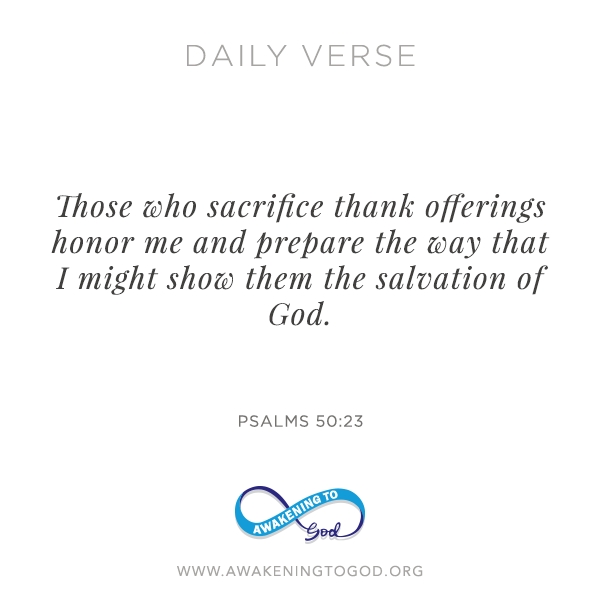 DAILY VERSE
Those who sacrifice thank offerings
honor me and prepare the way that
I might show them the salvation of
God.
PSALMS 50:23
AWAKENING TO
God
WWW.AWAKENINGTOGOD.ORG